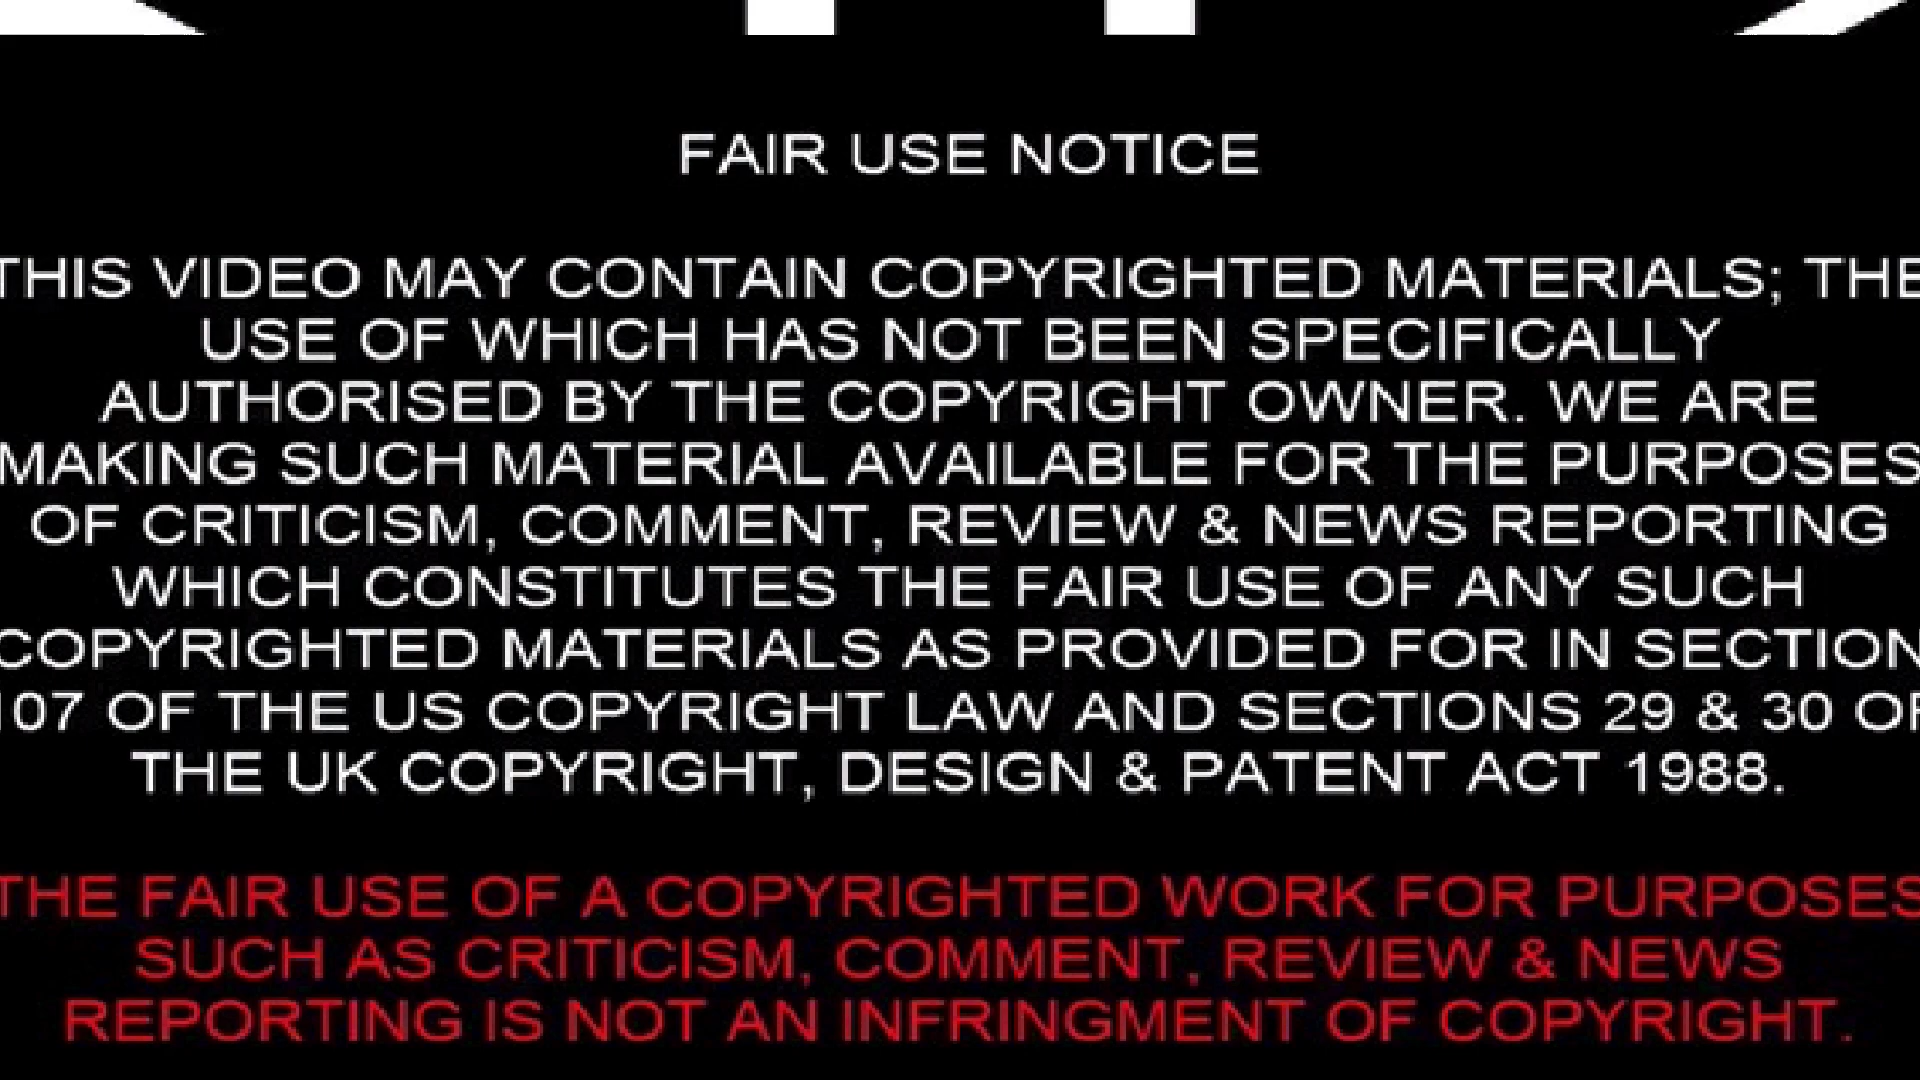 FAIR USE NOTICE
THIS VIDEO MAY CONTAIN COPYRIGHTED MATERIALS; THE
USE OF WHICH HAS NOT BEEN SPECIFICALLY
AUTHORISED BY THE COPYRIGHT OWNER. WE ARE
MAKING SUCH MATERIAL AVAILABLE FOR THE PURPOSES
OF CRITICISM, COMMENT, REVIEW & NEWS REPORTING
WHICH CONSTITUTES THE FAIR USE OF ANY SUCH
COPYRIGHTED MATERIALS AS PROVIDED FOR IN SECTION
107 OF THE US COPYRIGHT LAW AND SECTIONS 29 & 30 OF
THE UK COPYRIGHT, DESIGN & PATENT ACT 1988.
THE FAIR USE OF A COPYRIGHTED WORK FOR PURPOSES
SUCH AS CRITICISM, COMMENT, REVIEW & NEWS
REPORTING IS NOT AN INFRINGMENT OF COPYRIGHT.